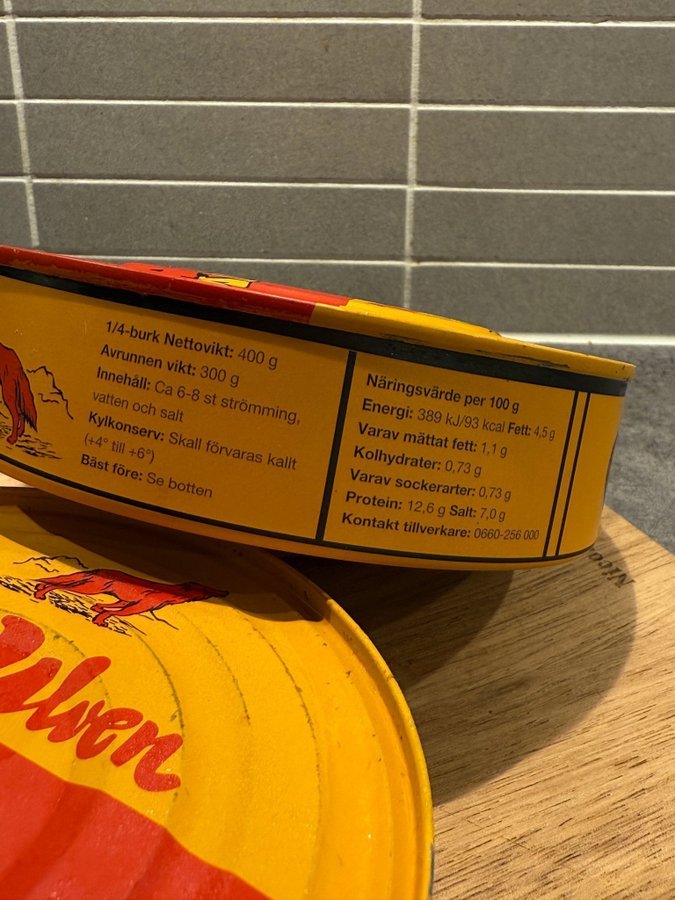 1/4-burk Nettovikt: 400 g
Avrunnen vikt: 300 g
Innehåll: Ca 6-8 st strömming,
vatten och salt
Kylkonserv: Skall förvaras kallt
(+4° till +6°)
Bäst före: Se botten
Näringsvärde per 100 g
Energi: 389 kJ/93 kcal Fett: 4,5 g
Varav mättat fett: 1,1 g
Kolhydrater: 0,73 g
Varav sockerarter: 0,73 g
Protein: 12,6 g Salt: 7,0 g
Kontakt tillverkare: 0660-256 000
Ulven